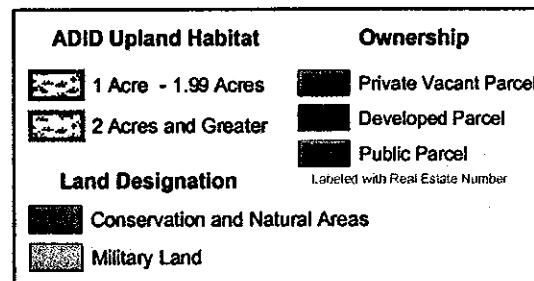 ADID Upland Habitat
1 Acre - 1.99 Acres
2 Acres and Greater
Land Designation
Conservation and Natural Areas
Military Land
Ownership
Private Vacant Parcel
Developed Parcel
Public Parcel
Labeled with Real Estate Number